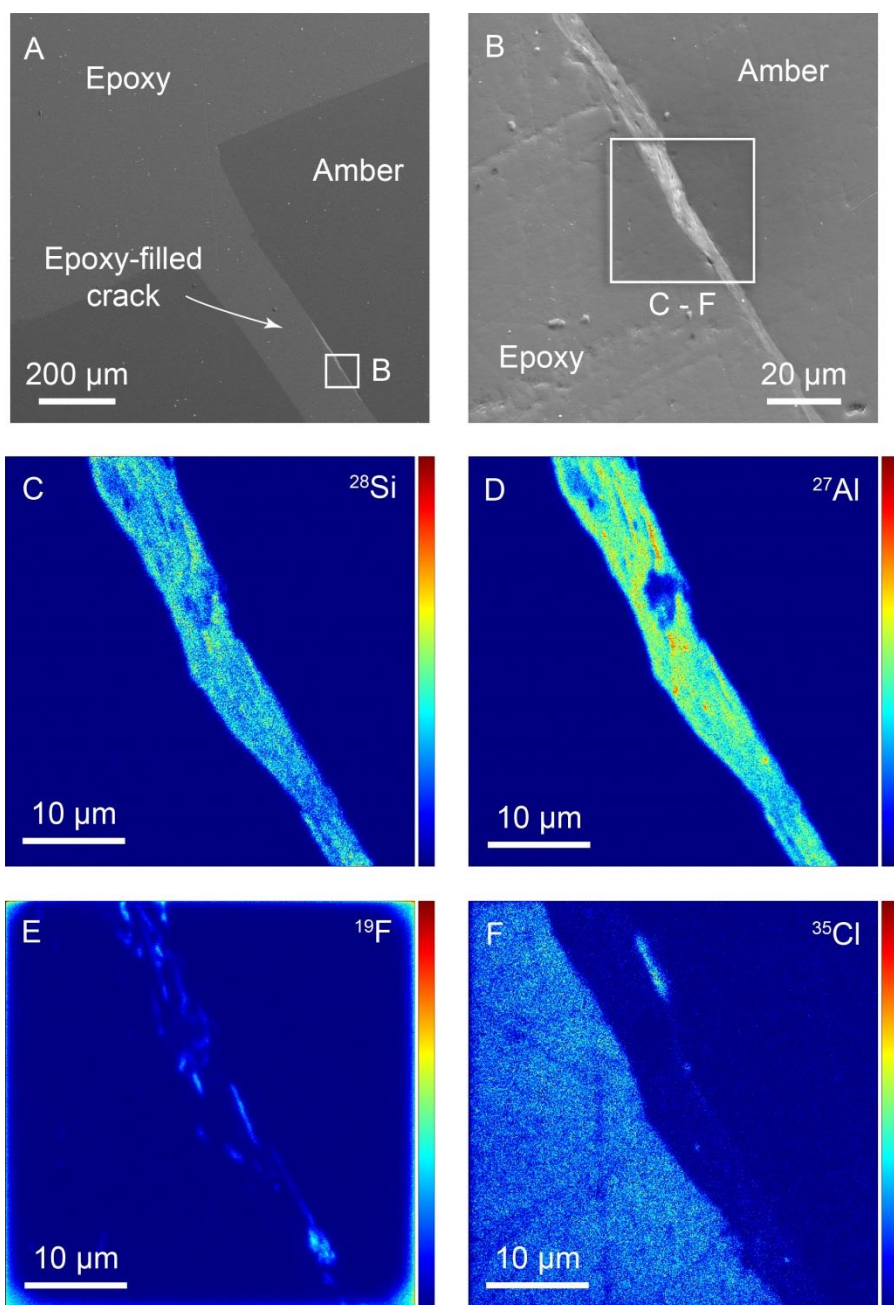 A
Epoxy
Amber
Epoxy-filled
crack
B
200 µm
B
Amber
C - F
Epoxy
20 µm
C
²⁸Si
10 µm
D
²⁷Al
10 µm
E
¹⁹F
10 µm
F
³⁵Cl
10 µm